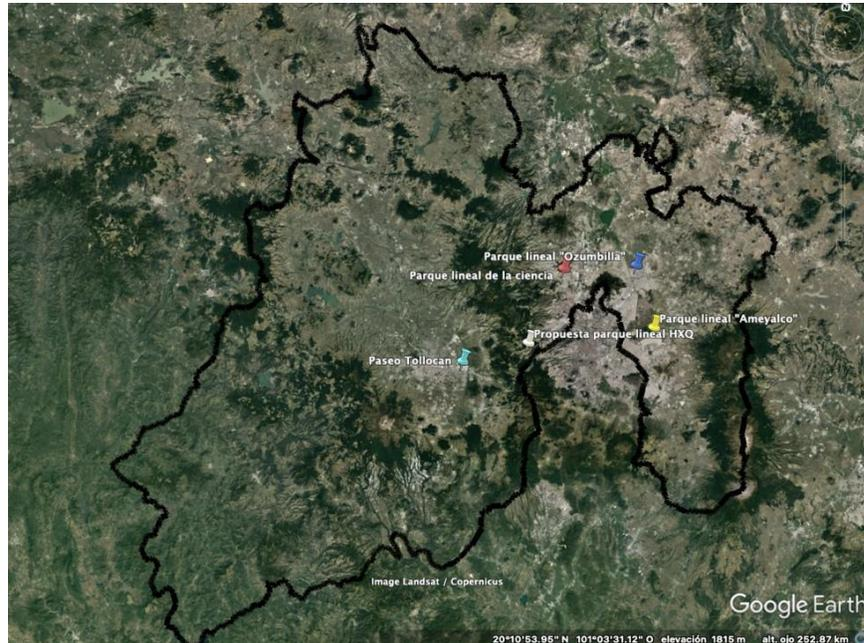 N
Parque lineal "Ozumbilla"
Parque lineal de la ciencia
Parque lineal "Ameyalco"
Propuesta parque lineal HXQ
Paseo Tollocan
Image Landsat / Copernicus
Google Earth
20°10'53.95" N 101°03'31.12" O elevación 1815 m alt. ojo 252.87 km